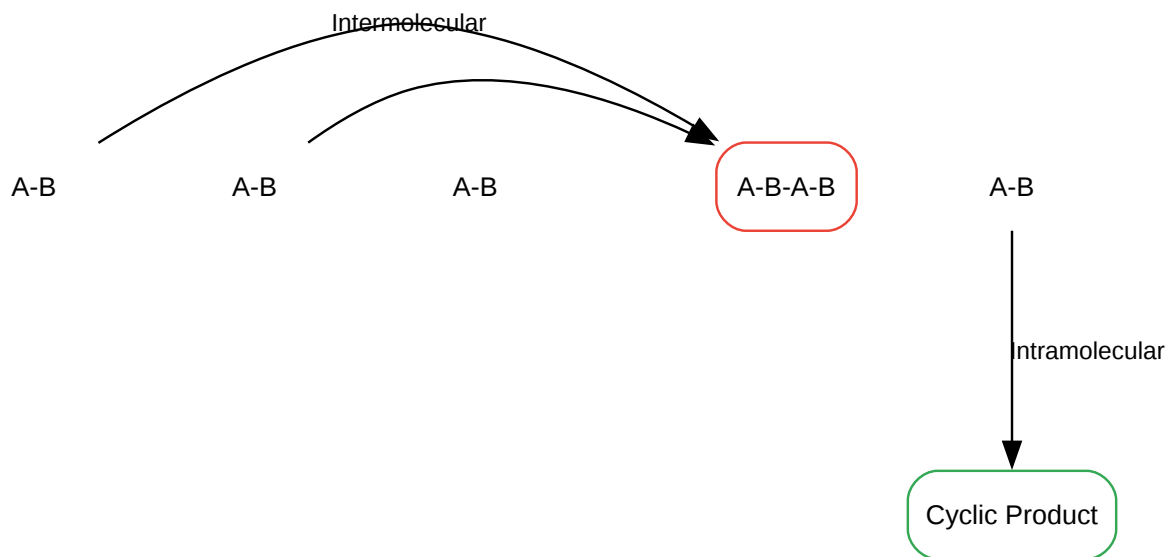 Intermolecular
A-B
A-B
A-B
A-B-A-B
A-B
Intramolecular
Cyclic Product